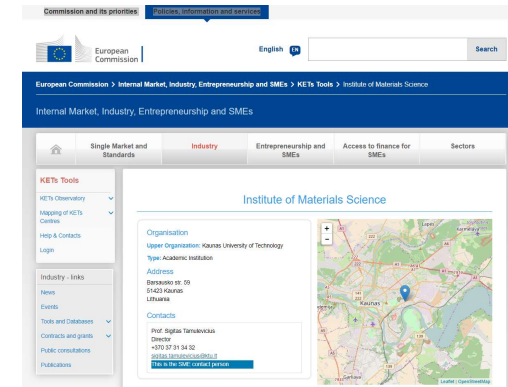 Commission and its priorities Policies, information and services
European
Commission
English EN
Search
European Commission > Internal Market, Industry, Entrepreneurship and SMEs > KETs Tools > Institute of Materials Science
Internal Market, Industry, Entrepreneurship and SMEs
Single Market and
Standards
Industry
Entrepreneurship and
SMEs
Access to finance for
SMEs
Sectors
KETs Tools
KETs Observatory
Mapping of KETs
Centres
Help & Contacts
Login
Industry - links
News
Events
Tools and Databases
Contracts and grants
Public consultations
Publications
Institute of Materials Science
Organisation
Upper Organization: Kaunas University of Technology
Type: Academic Institution
Address
Barsausko str. 59
51423 Kaunas
Lithuania
Contacts
Prof. Sigitas Tamulevicius
Director
+370 37 31 34 32
sigitas.tamulevicius@ktu.lt
This is the SME contact person
+
−
Kaunas
Garliava
Leaflet | OpenStreetMap